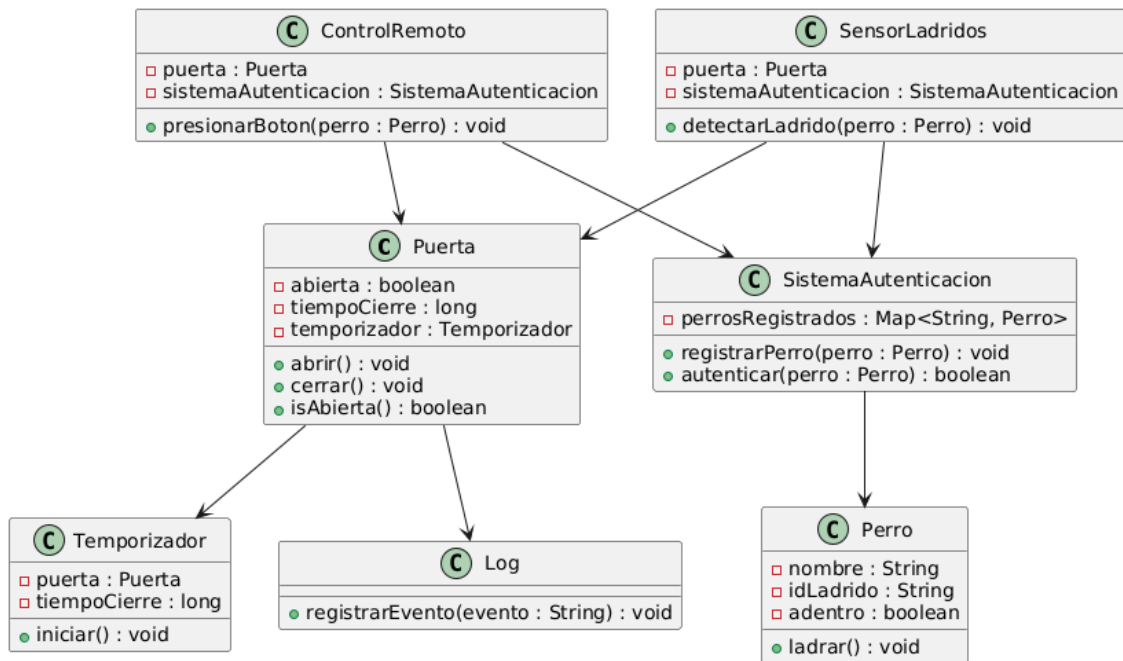 C ControlRemoto
puerta : Puerta
sistemaAutenticacion : SistemaAutenticacion
presionarBoton(perro : Perro) : void
C SensorLadridos
puerta : Puerta
sistemaAutenticacion : SistemaAutenticacion
detectarLadrido(perro : Perro) : void
C Puerta
abierta : boolean
tiempoCierre : long
temporizador : Temporizador
abrir() : void
cerrar() : void
isAbierta() : boolean
C SistemaAutenticacion
perrosRegistrados : Map<String, Perro>
registrarPerro(perro : Perro) : void
autenticar(perro : Perro) : boolean
C Temporizador
puerta : Puerta
tiempoCierre : long
iniciar() : void
C Log
registrarEvento(evento : String) : void
C Perro
nombre : String
idLadrido : String
adentro : boolean
ladrar() : void